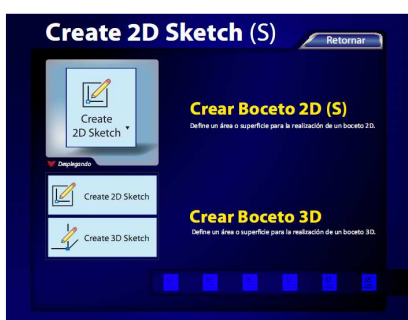 Create 2D Sketch (S)
Retornar
Create
2D Sketch
Crear Boceto 2D (S)
Define un área o superficie para la realización de un boceto 2D.
Desplegando
Create 2D Sketch
Create 3D Sketch
Crear Boceto 3D
Define un área o superficie para la realización de un boceto 3D.